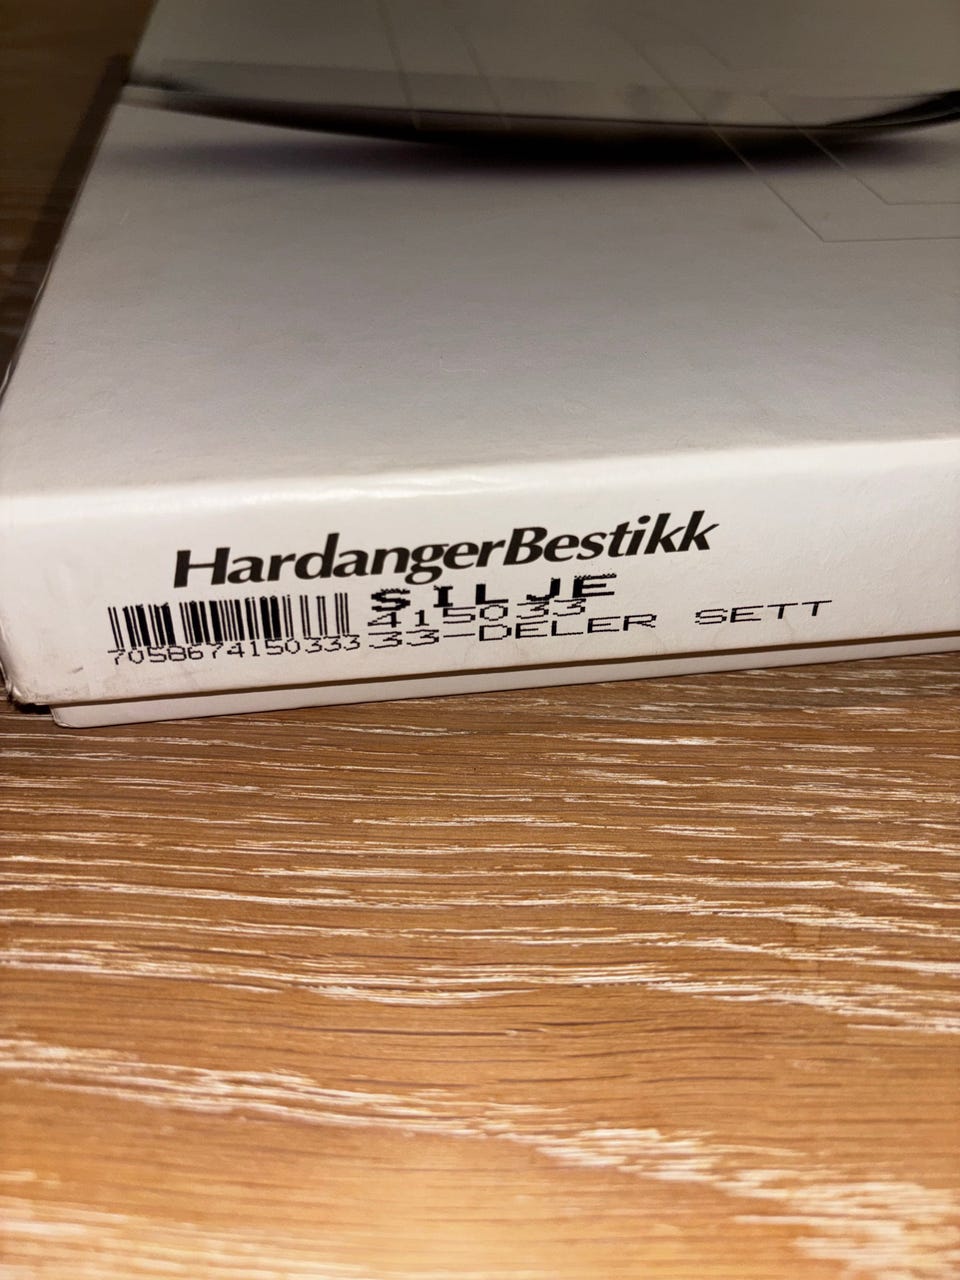 HardangerBestikk
SILJE
415033
7058674150333 33-DELER SETT